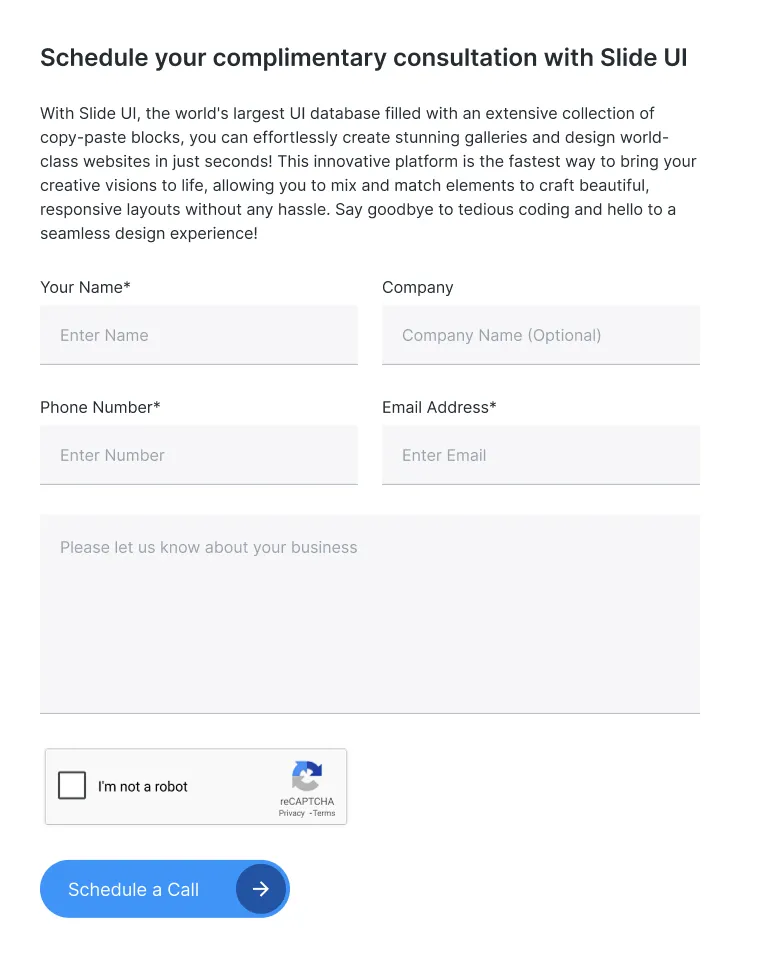 Schedule your complimentary consultation with Slide UI
With Slide UI, the world's largest UI database filled with an extensive collection of
copy-paste blocks, you can effortlessly create stunning galleries and design world-
class websites in just seconds! This innovative platform is the fastest way to bring your
creative visions to life, allowing you to mix and match elements to craft beautiful,
responsive layouts without any hassle. Say goodbye to tedious coding and hello to a
seamless design experience!
Your Name*
Company
Enter Name
Company Name (Optional)
Phone Number*
Email Address*
Enter Number
Enter Email
Please let us know about your business
I'm not a robot
reCAPTCHA
Privacy -Terms
Schedule a Call